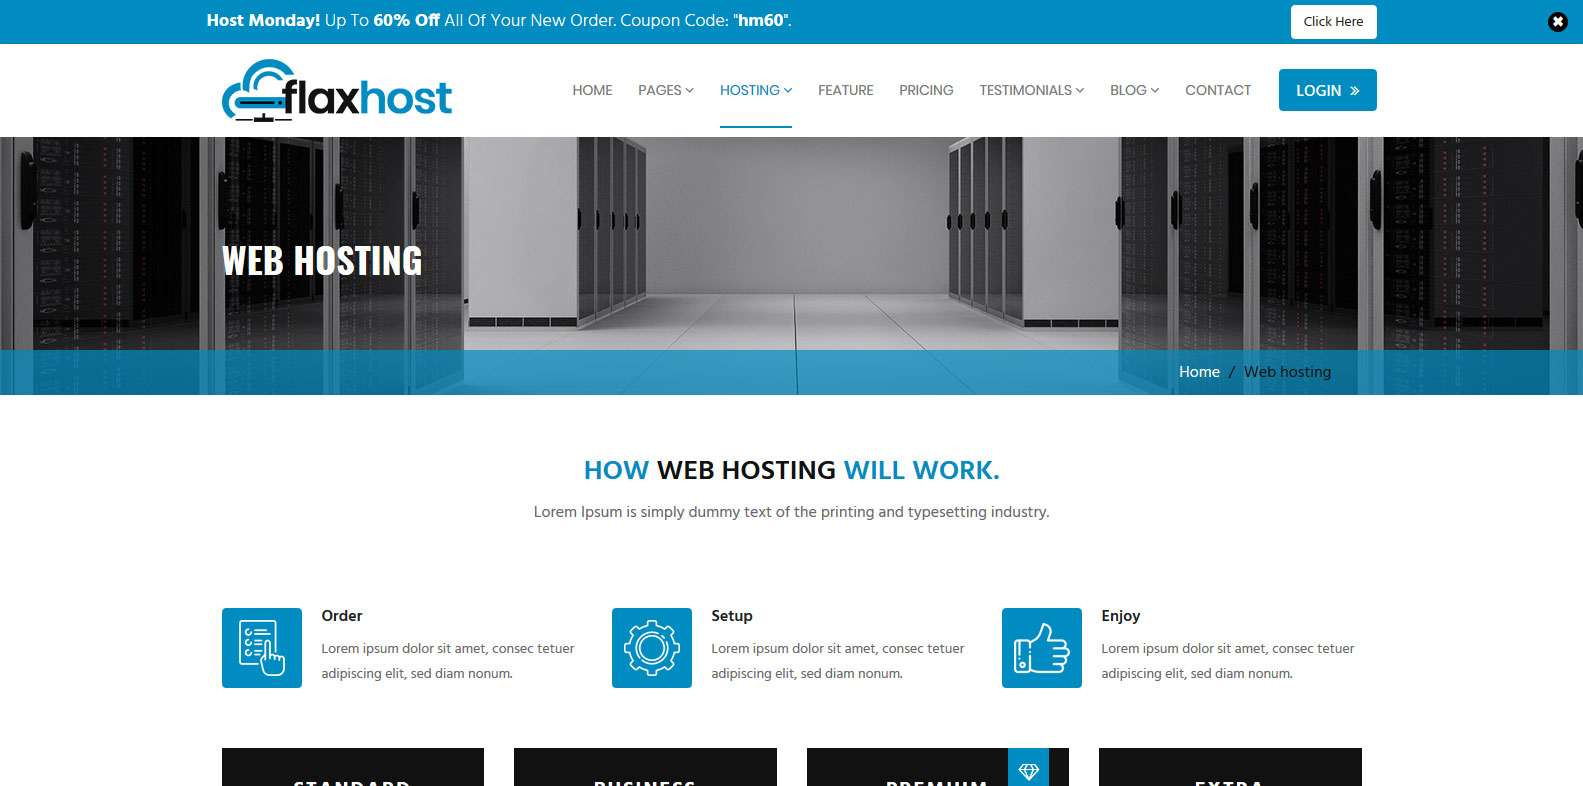 Host Monday! Up To 60% Off All Of Your New Order. Coupon Code: "hm60".
Click Here
flaxhost
HOME PAGES HOSTING FEATURE PRICING TESTIMONIALS BLOG CONTACT LOGIN »
WEB HOSTING
Home / Web hosting
HOW WEB HOSTING WILL WORK.
Lorem Ipsum is simply dummy text of the printing and typesetting industry.
Order
Lorem ipsum dolor sit amet, consec tetuer
adipiscing elit, sed diam nonum.
Setup
Lorem ipsum dolor sit amet, consec tetuer
adipiscing elit, sed diam nonum.
Enjoy
Lorem ipsum dolor sit amet, consec tetuer
adipiscing elit, sed diam nonum.
STANDARD
BUSINESS
PREMIUM
EXTRA